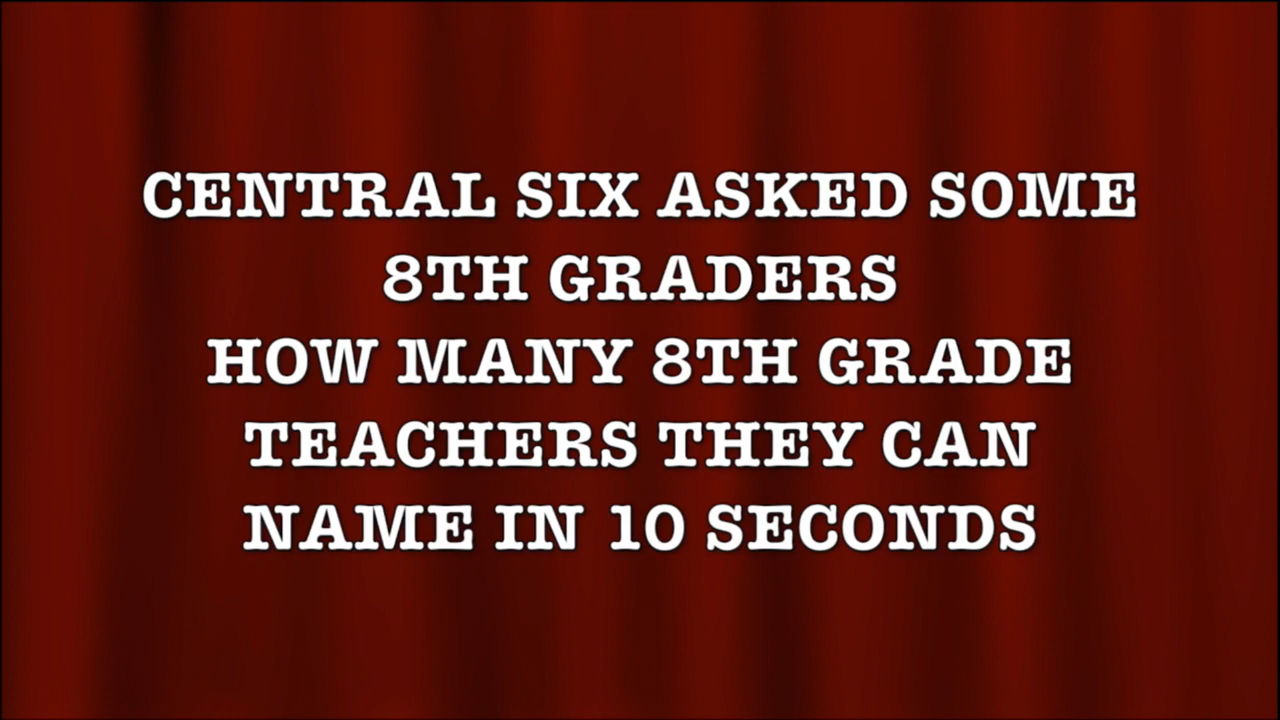 CENTRAL SIX ASKED SOME
8TH GRADERS
HOW MANY 8TH GRADE
TEACHERS THEY CAN
NAME IN 10 SECONDS